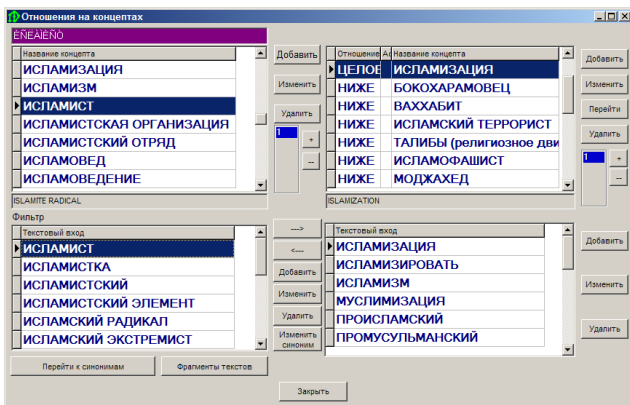 Отношения на концептах
ЁÑËÀÌÈÑÒ
Название концепта
ИСЛАМИЗАЦИЯ
ИСЛАМИЗМ
ИСЛАМИСТ
ИСЛАМИСТСКАЯ ОРГАНИЗАЦИЯ
ИСЛАМИСТСКИЙ ОТРЯД
ИСЛАМОВЕД
ИСЛАМОВЕДЕНИЕ
ISLAMITE RADICAL
Добавить
Изменить
Удалить
1
+
--
Отношение Ас Название концепта
ЦЕЛОЕ ИСЛАМИЗАЦИЯ
НИЖЕ БОКОХАРАМОВЕЦ
НИЖЕ ВАХХАБИТ
НИЖЕ ИСЛАМСКИЙ ТЕРРОРИСТ
НИЖЕ ТАЛИБЫ (религиозное дви
НИЖЕ ИСЛАМОФАШИСТ
НИЖЕ МОДЖАХЕД
ISLAMIZATION
Добавить
Изменить
Перейти
Удалить
1
+
--
Фильтр
Текстовый вход
ИСЛАМИСТ
ИСЛАМИСТКА
ИСЛАМИСТСКИЙ
ИСЛАМИСТСКИЙ ЭЛЕМЕНТ
ИСЛАМСКИЙ РАДИКАЛ
ИСЛАМСКИЙ ЭКСТРЕМИСТ
--->
<---
Добавить
Изменить
Удалить
Изменить
синоним
Текстовый вход
ИСЛАМИЗАЦИЯ
ИСЛАМИЗИРОВАТЬ
ИСЛАМИЗМ
МУСЛИМИЗАЦИЯ
ПРОИСЛАМСКИЙ
ПРОМУСУЛЬМАНСКИЙ
Добавить
Изменить
Удалить
Перейти к синонимам
Фрагменты текстов
Закрыть